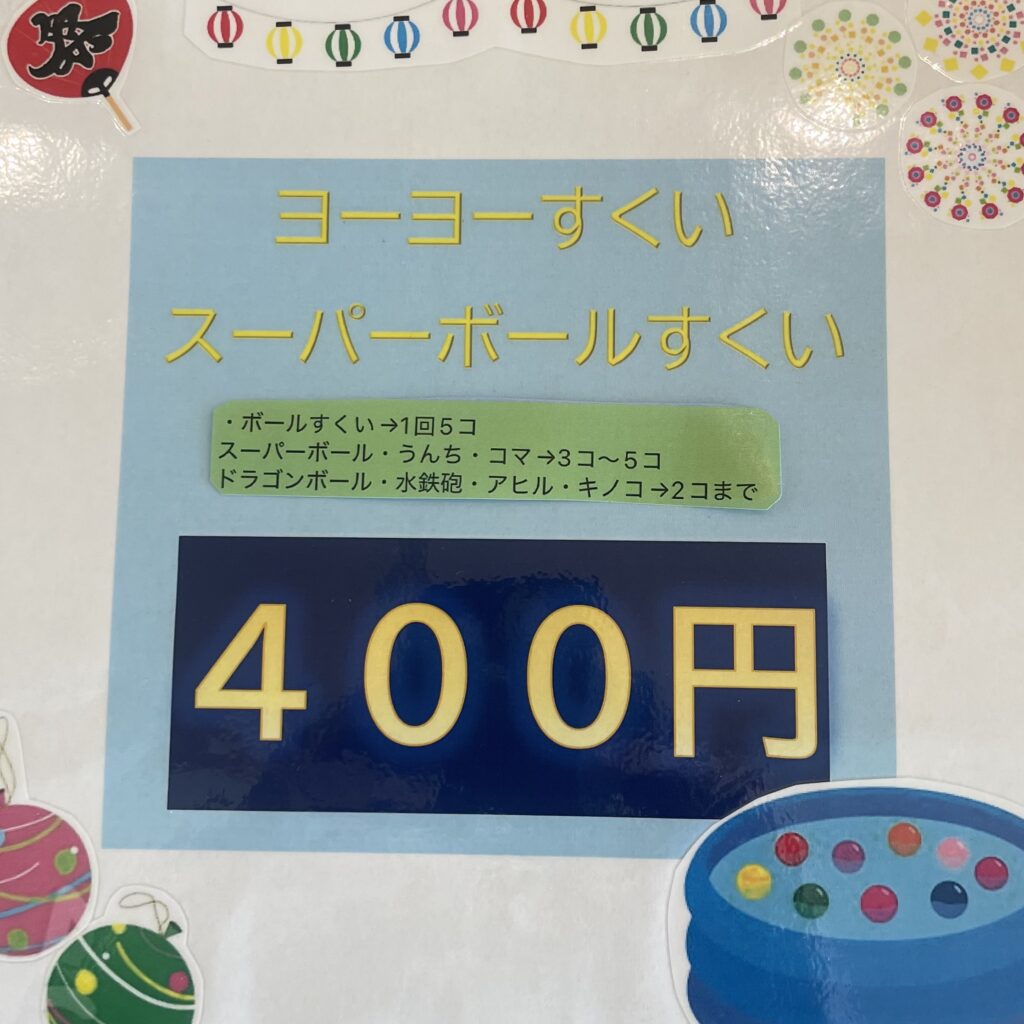 祭
ヨーヨーすくい
スーパーボールすくい
・ボールすくい→1回5コ
スーパーボール・うんち・コマ→3コ～5コ
ドラゴンボール・水鉄砲・アヒル・キノコ→2コまで
400円